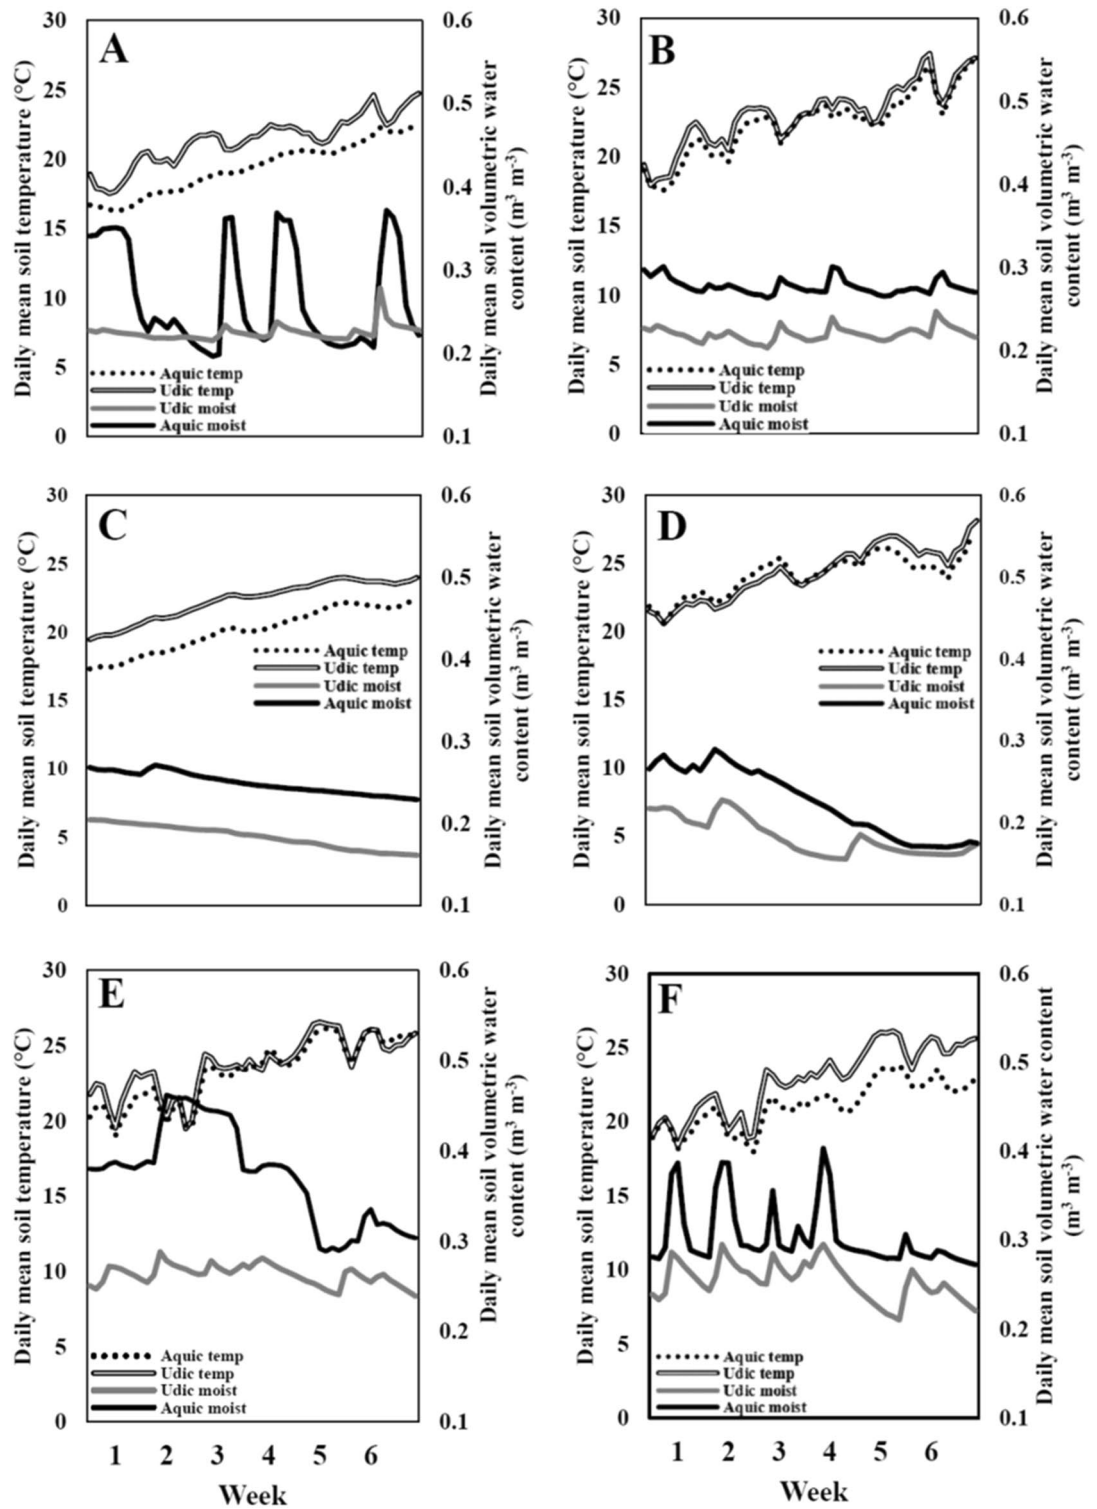 A
Daily mean soil temperature (°C)
30
25
20
15
10
5
0
Aquic temp
Udic temp
Udic moist
Aquic moist
0.6
0.5
0.4
0.3
0.2
0.1
Daily mean soil volumetric water
content (m³ m⁻³)
B
Daily mean soil temperature (°C)
30
25
20
15
10
5
0
Aquic temp
Udic temp
Udic moist
Aquic moist
0.6
0.5
0.4
0.3
0.2
0.1
Daily mean soil volumetric water
content (m³ m⁻³)
C
Daily mean soil temperature (°C)
30
25
20
15
10
5
0
Aquic temp
Udic temp
Udic moist
Aquic moist
0.6
0.5
0.4
0.3
0.2
0.1
Daily mean soil volumetric water
content (m³ m⁻³)
D
Daily mean soil temperature (°C)
30
25
20
15
10
5
0
Aquic temp
Udic temp
Udic moist
Aquic moist
0.6
0.5
0.4
0.3
0.2
0.1
Daily mean soil volumetric water
content (m³ m⁻³)
E
Daily mean soil temperature (°C)
30
25
20
15
10
5
0
Aquic temp
Udic temp
Udic moist
Aquic moist
0.6
0.5
0.4
0.3
0.2
0.1
Daily mean mean soil volumetric water
content (m³ m⁻³)
1 2 3 4 5 6
Week
F
Daily mean soil temperature (°C)
30
25
20
15
10
5
0
Aquic temp
Udic temp
Udic moist
Aquic moist
0.6
0.5
0.4
0.3
0.2
0.1
Daily mean soil volumetric water content
(m³ m⁻³)
1 2 3 4 5 6
Week